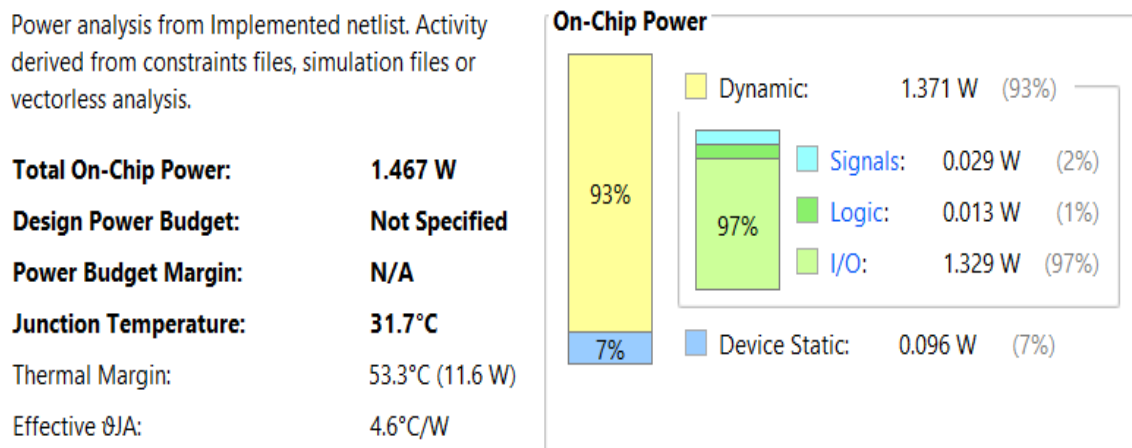 Power analysis from Implemented netlist. Activity
derived from constraints files, simulation files or
vectorless analysis.
Total On-Chip Power: 1.467 W
Design Power Budget: Not Specified
Power Budget Margin: N/A
Junction Temperature: 31.7°C
Thermal Margin: 53.3°C (11.6 W)
Effective ϑJA: 4.6°C/W
On-Chip Power
93%
7%
Dynamic: 1.371 W (93%)
97%
Signals: 0.029 W (2%)
Logic: 0.013 W (1%)
I/O: 1.329 W (97%)
Device Static: 0.096 W (7%)